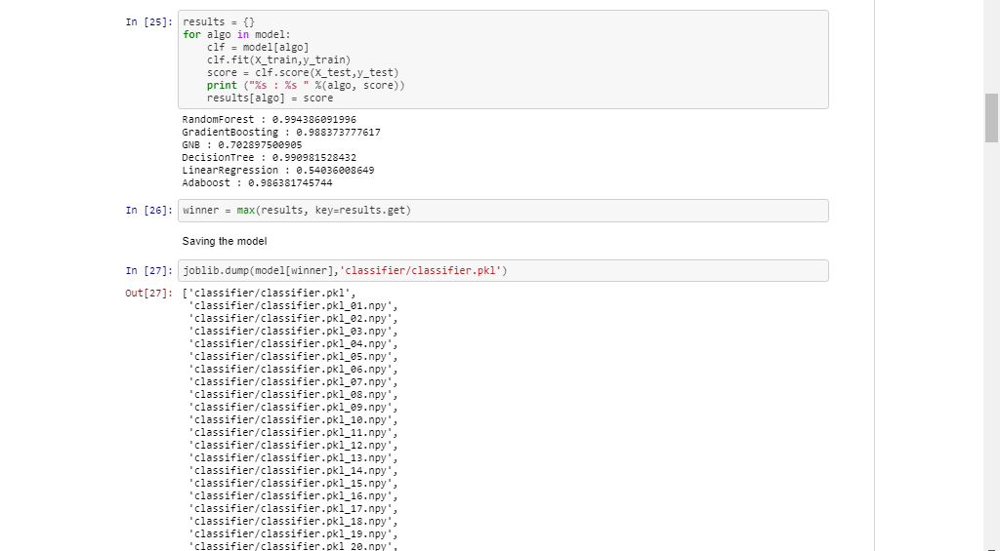 In [25]: results = {}
for algo in model:
    clf = model[algo]
    clf.fit(X_train,y_train)
    score = clf.score(X_test,y_test)
    print ("%s : %s " %(algo, score))
    results[algo] = score
RandomForest : 0.994386091996
GradientBoosting : 0.988373777617
GNB : 0.702897500905
DecisionTree : 0.990981528432
LinearRegression : 0.54036008649
Adaboost : 0.986381745744
In [26]: winner = max(results, key=results.get)
Saving the model
In [27]: joblib.dump(model[winner],'classifier/classifier.pkl')
Out[27]: ['classifier/classifier.pkl',
'classifier/classifier.pkl_01.npy',
'classifier/classifier.pkl_02.npy',
'classifier/classifier.pkl_03.npy',
'classifier/classifier.pkl_04.npy',
'classifier/classifier.pkl_05.npy',
'classifier/classifier.pkl_06.npy',
'classifier/classifier.pkl_07.npy',
'classifier/classifier.pkl_08.npy',
'classifier/classifier.pkl_09.npy',
'classifier/classifier.pkl_10.npy',
'classifier/classifier.pkl_11.npy',
'classifier/classifier.pkl_12.npy',
'classifier/classifier.pkl_13.npy',
'classifier/classifier.pkl_14.npy',
'classifier/classifier.pkl_15.npy',
'classifier/classifier.pkl_16.npy',
'classifier/classifier.pkl_17.npy',
'classifier/classifier.pkl_18.npy',
'classifier/classifier.pkl_19.npy',
'classifier/classifier.pkl_20.npy',